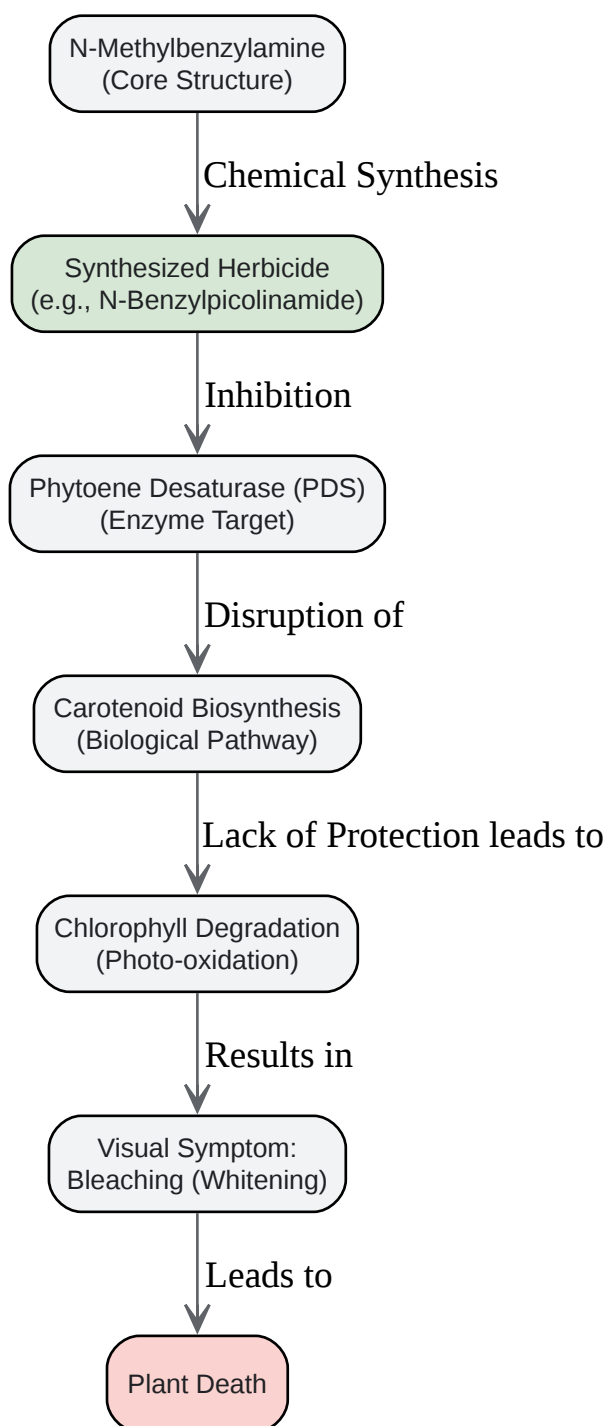 N-Methylbenzylamine
(Core Structure)
Chemical Synthesis
Synthesized Herbicide
(e.g., N-Benzylpicolinamide)
Inhibition
Phytoene Desaturase (PDS)
(Enzyme Target)
Disruption of
Carotenoid Biosynthesis
(Biological Pathway)
Lack of Protection leads to
Chlorophyll Degradation
(Photo-oxidation)
Results in
Visual Symptom:
Bleaching (Whitening)
Leads to
Plant Death